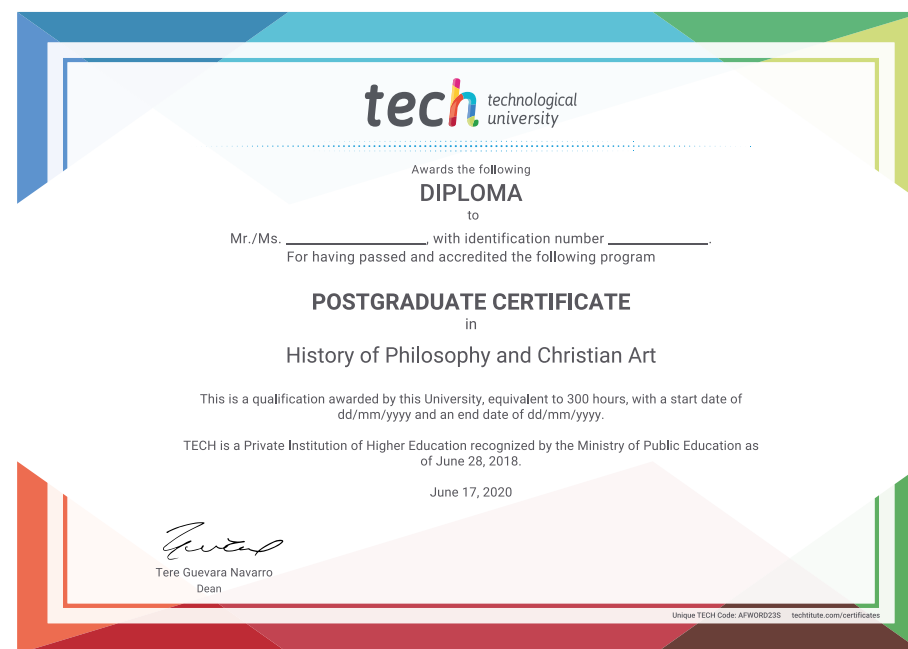 tech technological
university
Awards the following
DIPLOMA
to
Mr./Ms. ____________________, with identification number ______________.
For having passed and accredited the following program
POSTGRADUATE CERTIFICATE
in
History of Philosophy and Christian Art
This is a qualification awarded by this University, equivalent to 300 hours, with a start date of
dd/mm/yyyy and an end date of dd/mm/yyyy.
TECH is a Private Institution of Higher Education recognized by the Ministry of Public Education as
of June 28, 2018.
June 17, 2020
Tere Guevara Navarro
Dean
Unique TECH Code: AFWORD23S techtitute.com/certificates